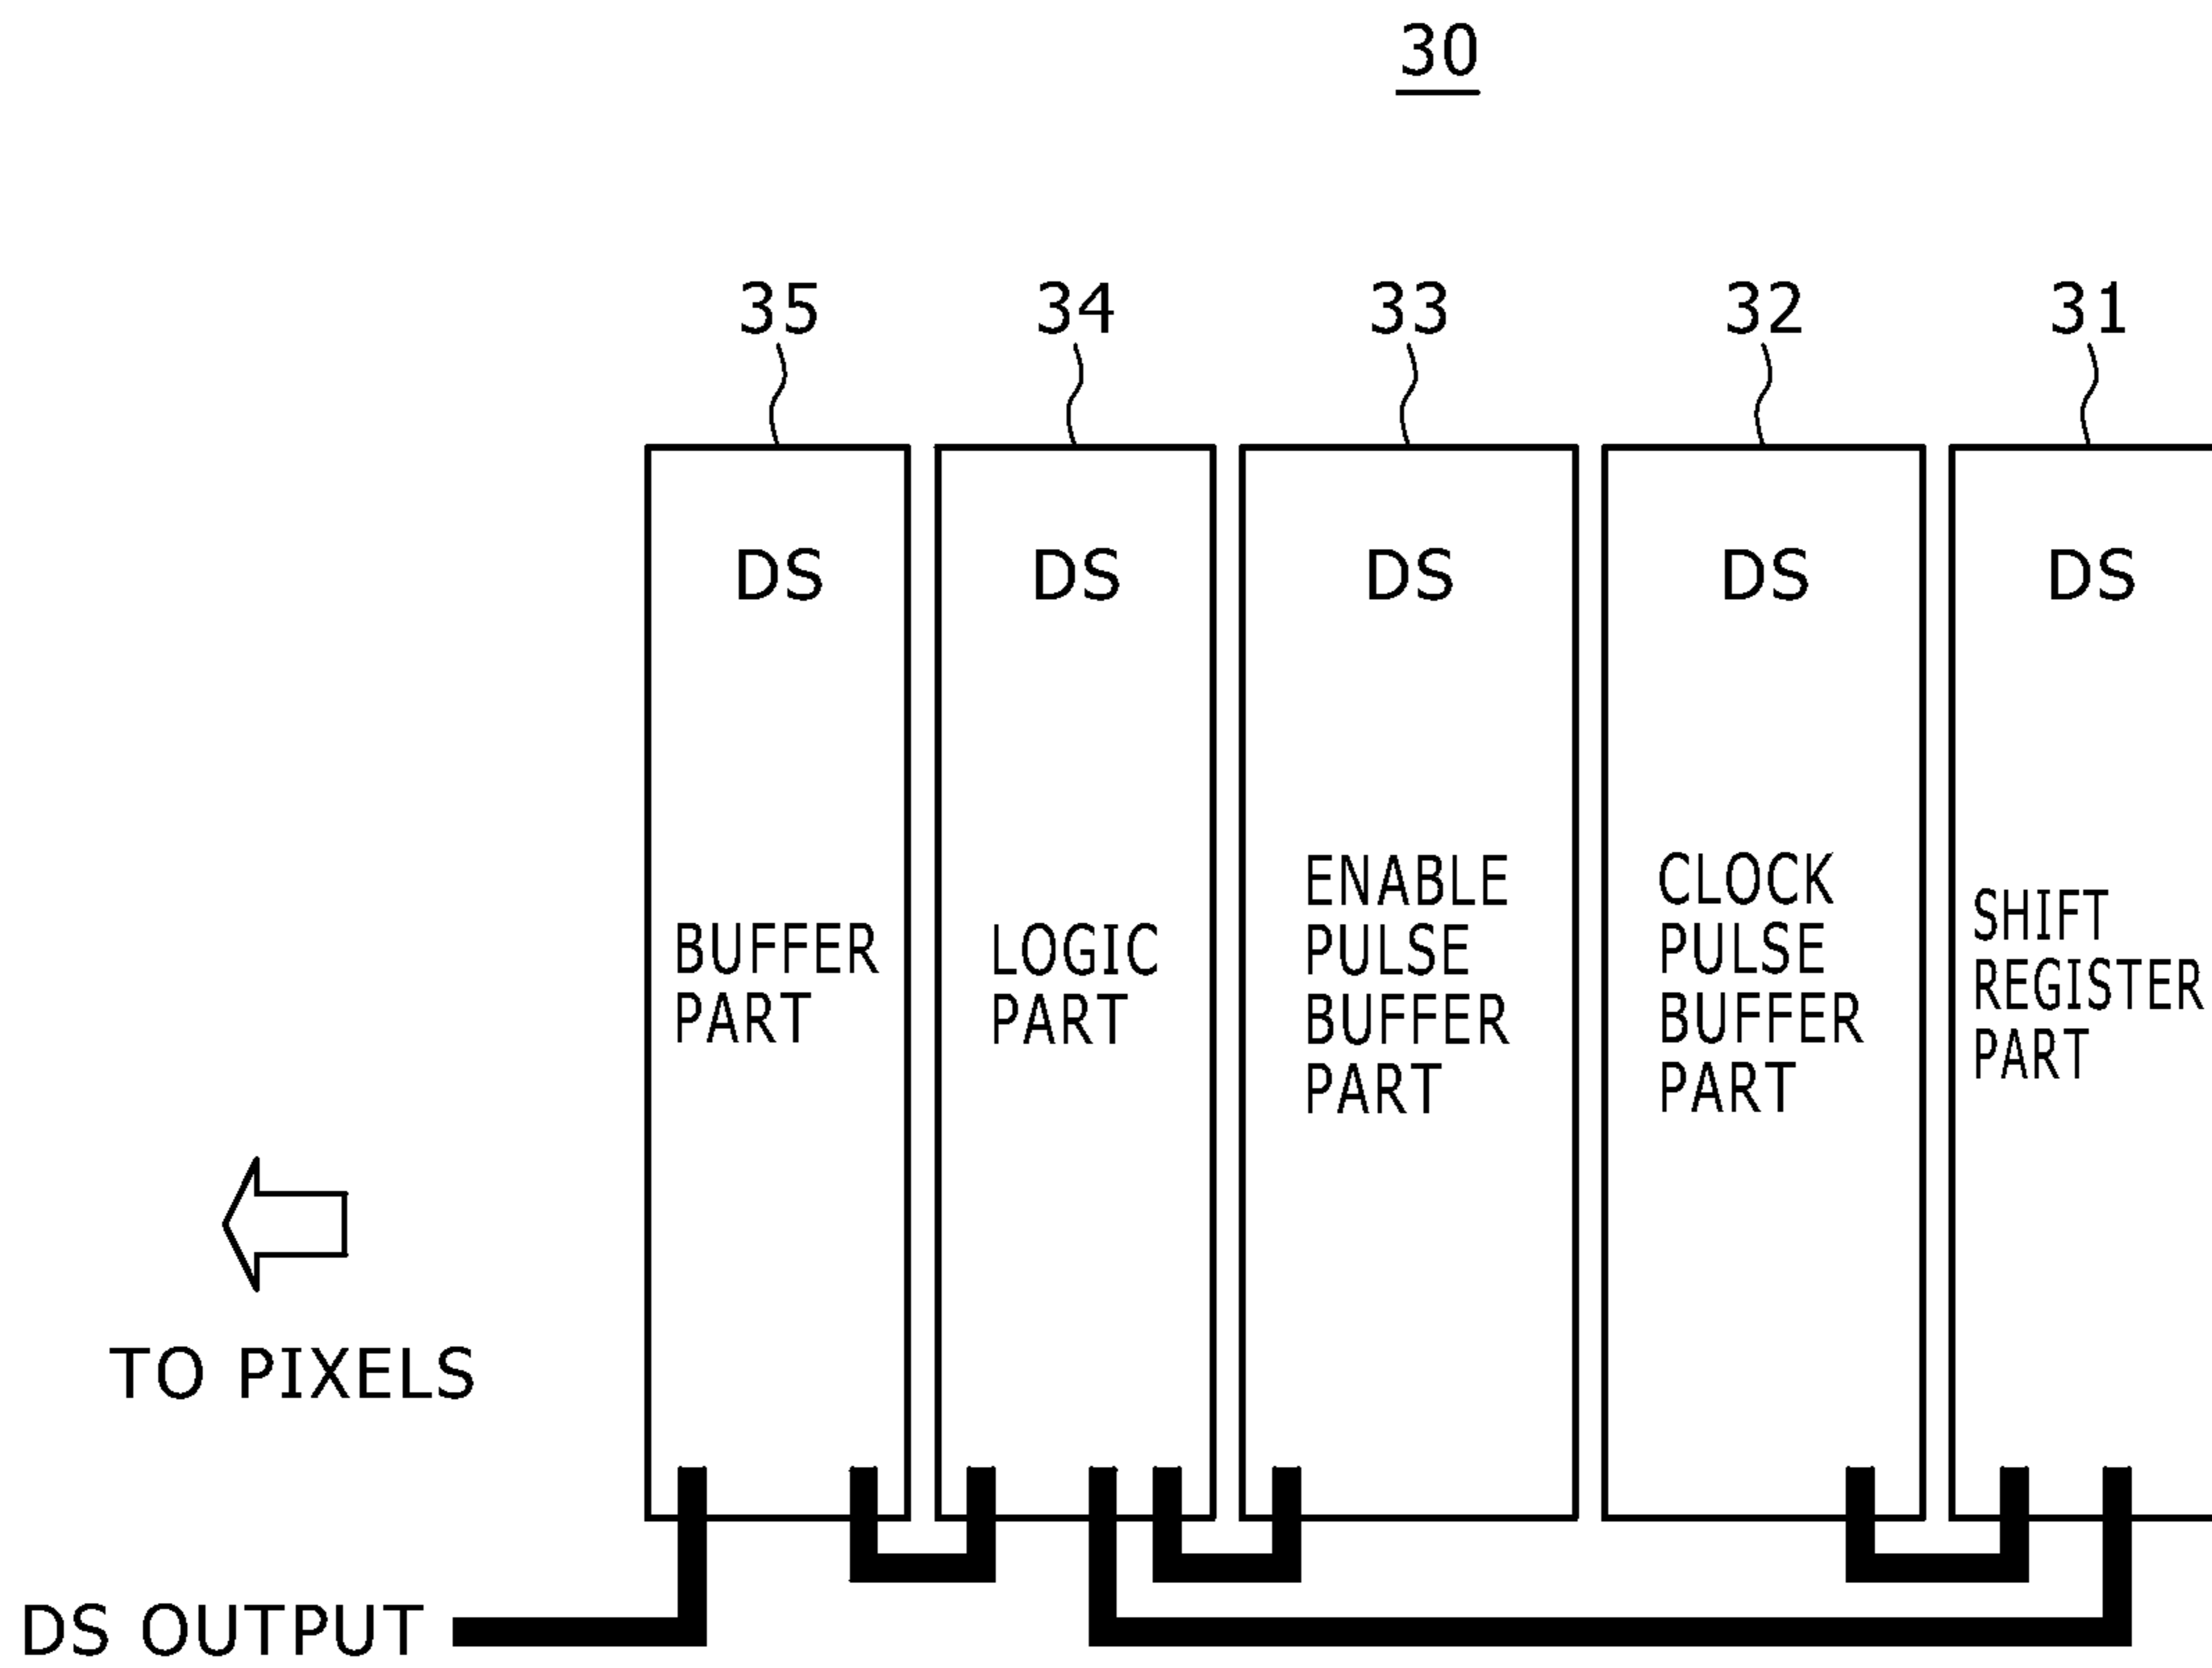 30
35 34 33 32 31
DS DS DS DS DS
BUFFER
PART
LOGIC
PART
ENABLE
PULSE
BUFFER
PART
CLOCK
PULSE
BUFFER
PART
SHIFT
REGISTER
PART
TO PIXELS
DS OUTPUT